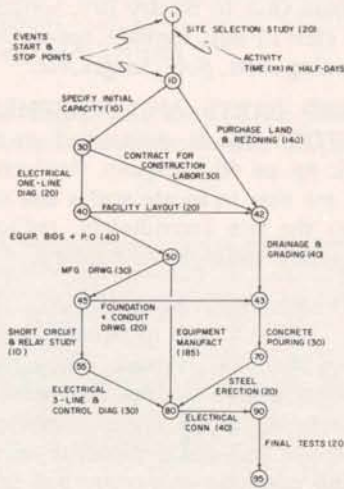 1
SITE SELECTION STUDY (20)
EVENTS
START &
STOP POINTS
ACTIVITY
TIME (XX) IN HALF-DAYS
10
SPECIFY INITIAL
CAPACITY (10)
PURCHASE LAND
& REZONING (140)
30
CONTRACT FOR
CONSTRUCTION
LABOR (30)
ELECTRICAL
ONE-LINE
DIAG (20)
FACILITY LAYOUT (20)
40
42
EQUIP. BIDS + P.O (40)
DRAINAGE &
GRADING (40)
50
MFG DRWG (30)
45
43
FOUNDATION
+ CONDUIT
DRWG (20)
SHORT CIRCUIT
& RELAY STUDY
(10)
EQUIPMENT
MANUFACT
(185)
CONCRETE
POURING (30)
55
70
STEEL
ERECTION (20)
ELECTRICAL
3-LINE &
CONTROL DIAG (30)
80
90
ELECTRICAL
CONN (40)
FINAL TESTS (20)
95